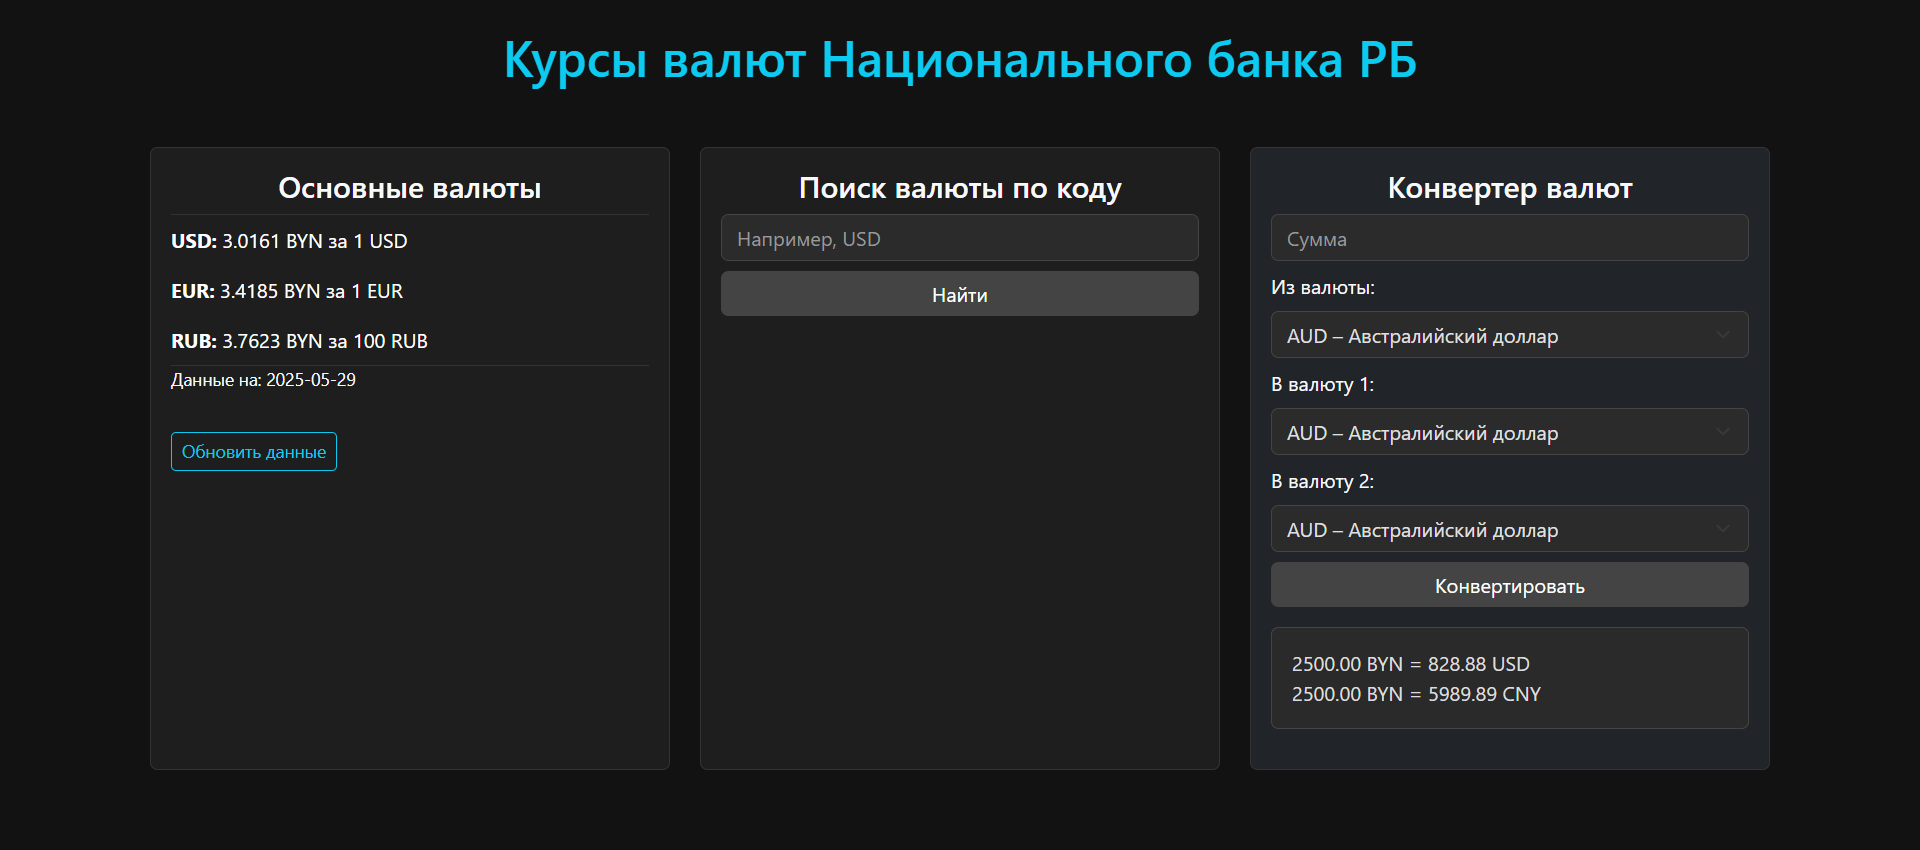 Курсы валют Национального банка РБ
Основные валюты
USD: 3.0161 BYN за 1 USD
EUR: 3.4185 BYN за 1 EUR
RUB: 3.7623 BYN за 100 RUB
Данные на: 2025-05-29
Обновить данные
Поиск валюты по коду
Например, USD
Найти
Конвертер валют
Сумма
Из валюты:
AUD – Австралийский доллар
В валюту 1:
AUD – Австралийский доллар
В валюту 2:
AUD – Австралийский доллар
Конвертировать
2500.00 BYN = 828.88 USD
2500.00 BYN = 5989.89 CNY